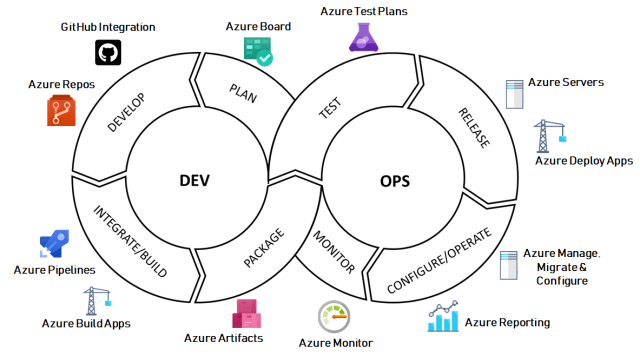 Azure Test Plans
GitHub Integration
Azure Board
Azure Repos
Azure Servers
PLAN
DEVELOP
TEST
RELEASE
Azure Deploy Apps
DEV
OPS
INTEGRATE/BUILD
PACKAGE
MONITOR
CONFIGURE/OPERATE
Azure Pipelines
Azure Manage,
Migrate &
Configure
Azure Build Apps
Azure Artifacts
Azure Monitor
Azure Reporting